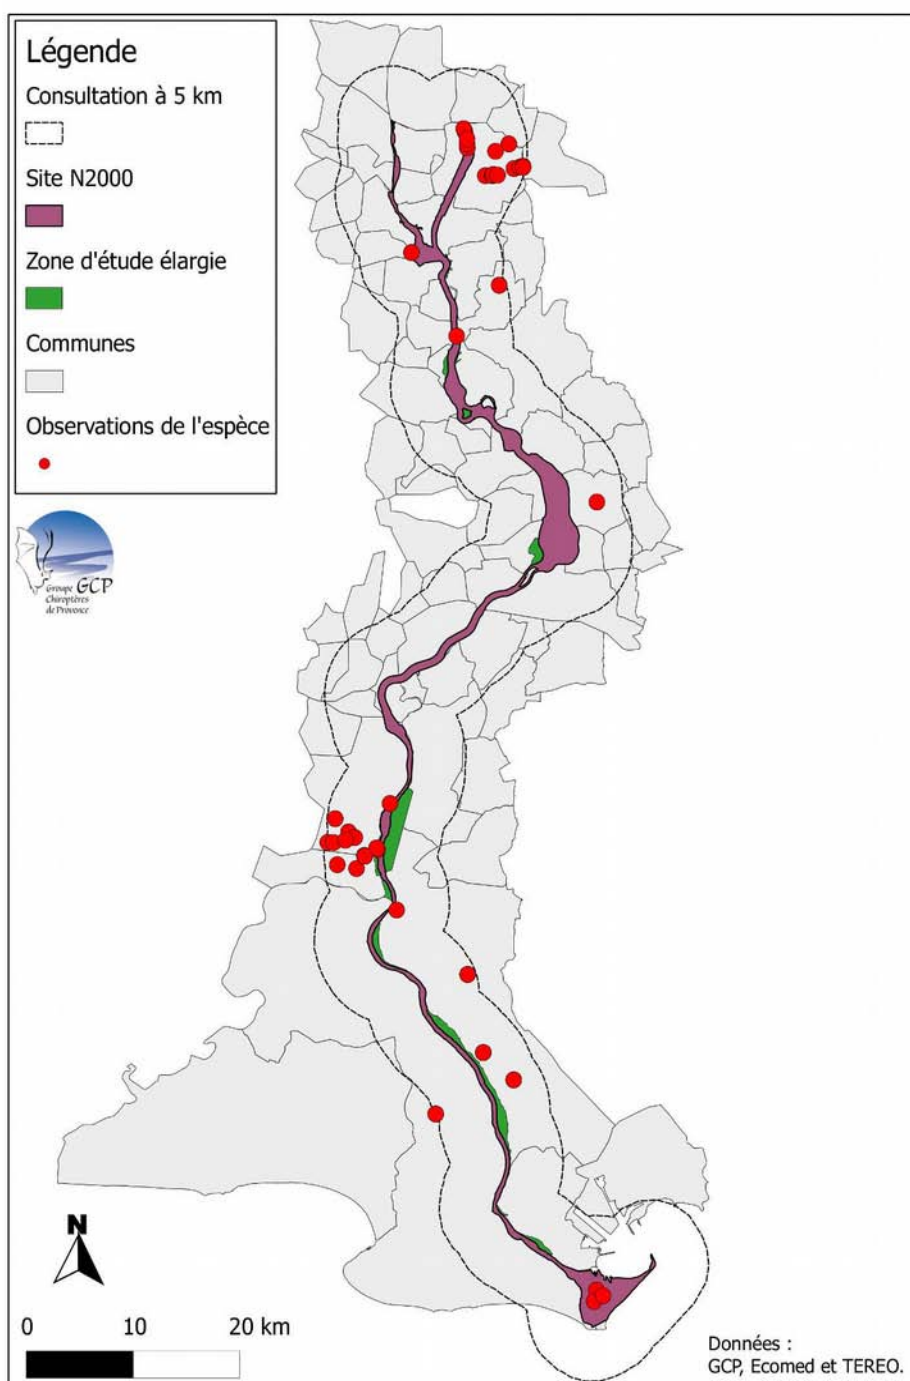 Légende
Consultation à 5 km
Site N2000
Zone d'étude élargie
Communes
Observations de l'espèce
Groupe GCP
Chiroptères
de Provence
N
0 10 20 km
Données :
GCP, Ecomed et TEREO.